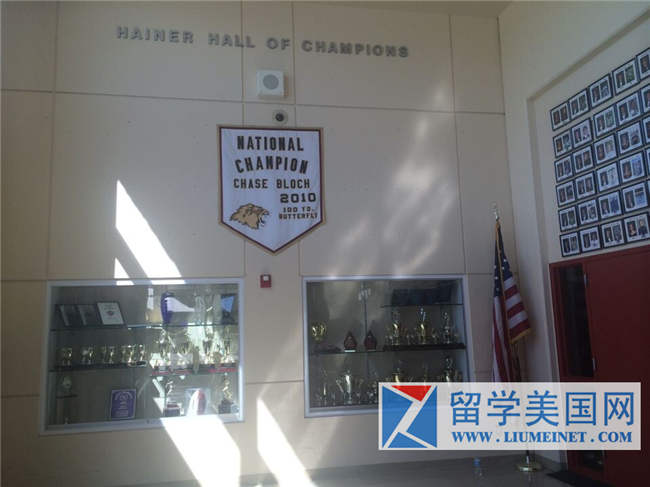 HAINER HALL OF CHAMPIONS
NATIONAL
CHAMPION
CHASE BLOCH
2010
100 YD.
BUTTERFLY
留学美国网
WWW.LIUMEINET.COM